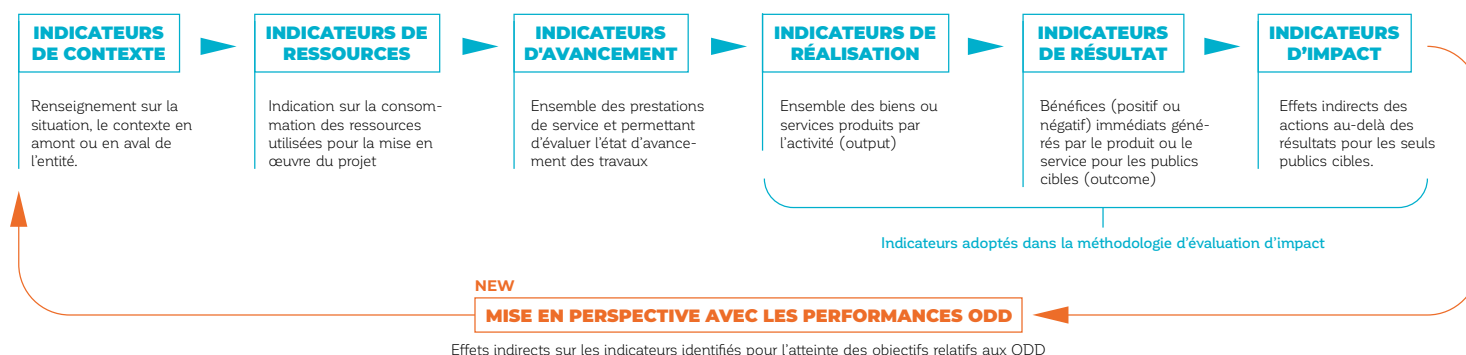 INDICATEURS
DE CONTEXTE
Renseignement sur la
situation, le contexte en
amont ou en aval de
l'entité.
INDICATEURS DE
RESSOURCES
Indication sur la consom-
mation des ressources
utilisées pour la mise en
œuvre du projet
INDICATEURS
D'AVANCEMENT
Ensemble des prestations
de service et permettant
d'évaluer l'état d'avance-
ment des travaux
INDICATEURS DE
RÉALISATION
Ensemble des biens ou
services produits par
l'activité (output)
INDICATEURS
DE RÉSULTAT
Bénéfices (positif ou
négatif) immédiats géné-
rés par le produit ou le
service pour les publics
cibles (outcome)
INDICATEURS
D'IMPACT
Effets indirects des
actions au-delà des
résultats pour les seuls
publics cibles.
Indicateurs adoptés dans la méthodologie d'évaluation d'impact
NEW
MISE EN PERSPECTIVE AVEC LES PERFORMANCES ODD
Effets indirects sur les indicateurs identifiés pour l'atteinte des objectifs relatifs aux ODD